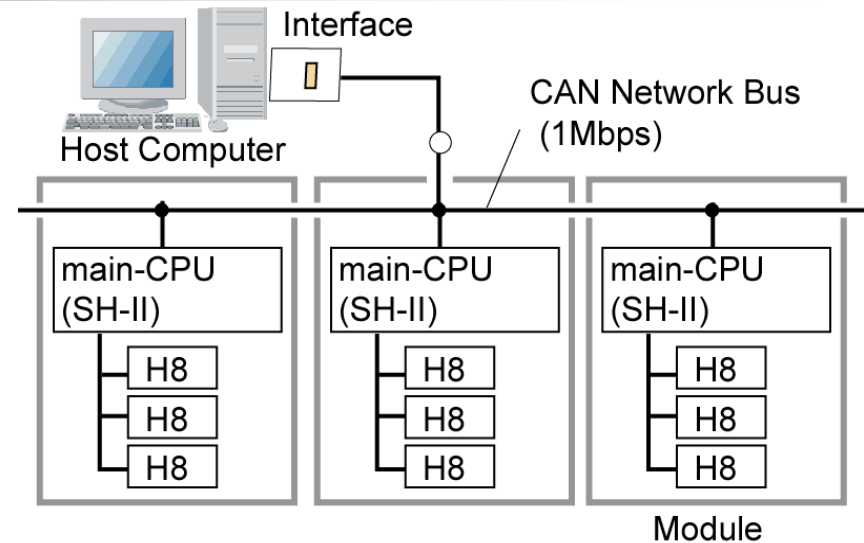 Interface
CAN Network Bus
(1Mbps)
Host Computer
main-CPU
(SH-II)
H8
H8
H8
main-CPU
(SH-II)
H8
H8
H8
main-CPU
(SH-II)
H8
H8
H8
Module